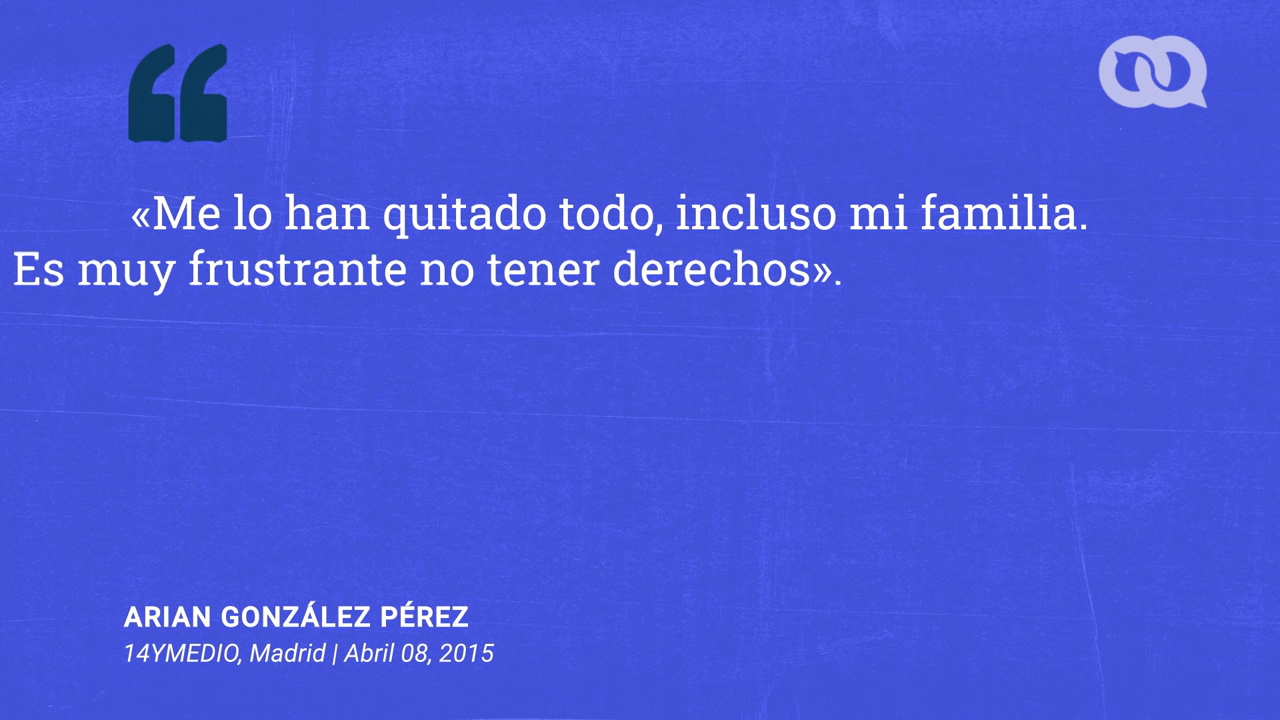 «Me lo han quitado todo, incluso mi familia.
Es muy frustrante no tener derechos».
ARIAN GONZÁLEZ PÉREZ
14YMEDIO, Madrid | Abril 08, 2015